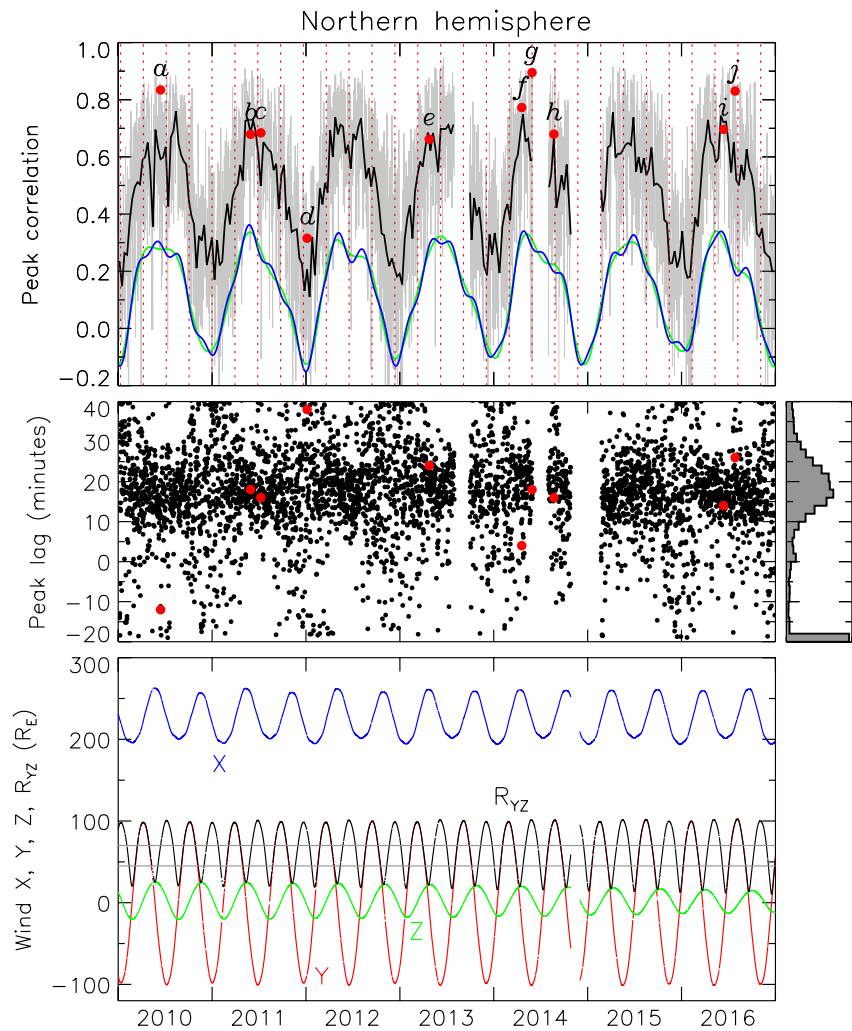 Northern hemisphere
Peak correlation
1.0
0.8
0.6
0.4
0.2
0.0
−0.2
a
b
c
d
e
f
g
h
i
j
Peak lag (minutes)
40
30
20
10
0
−10
−20
Wind X, Y, Z, R_YZ (R_E)
300
200
100
0
−100
X
R_YZ
Z
Y
2010 2011 2012 2013 2014 2015 2016